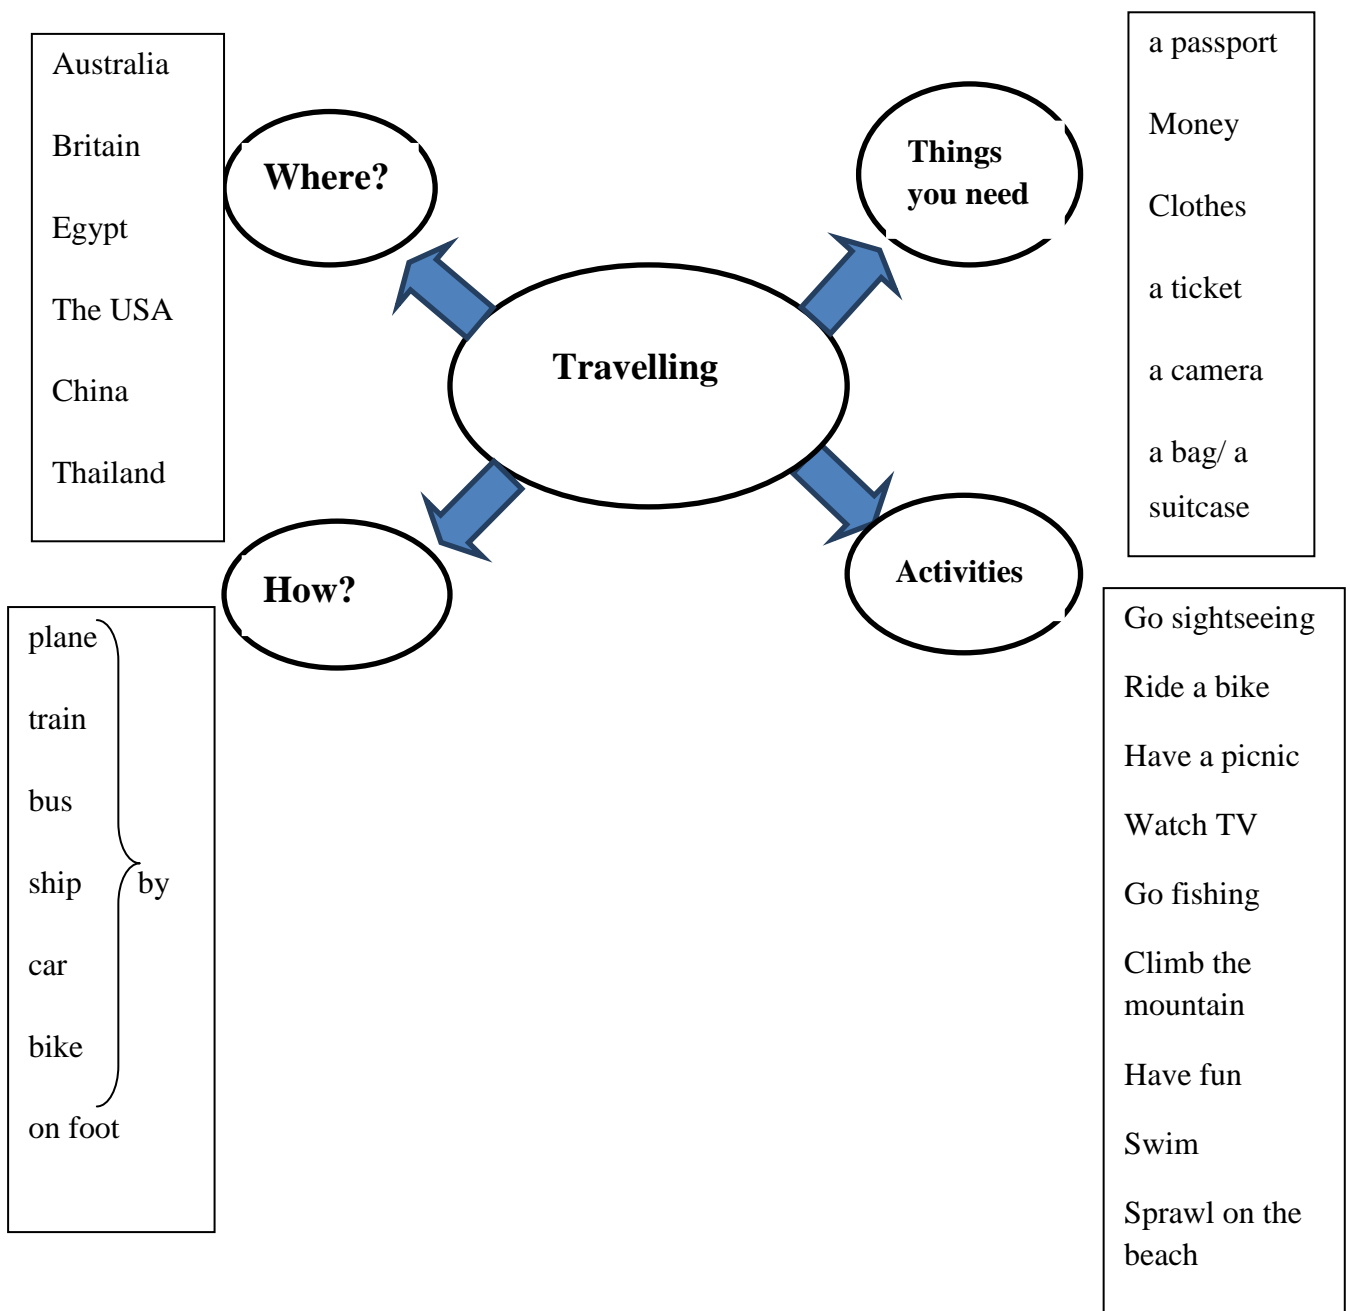 Australia
Britain
Egypt
The USA
China
Thailand
Where?
Things
you need
a passport
Money
Clothes
a ticket
a camera
a bag/ a
suitcase
Travelling
How?
plane
train
bus
ship
by
car
bike
on foot
Activities
Go sightseeing
Ride a bike
Have a picnic
Watch TV
Go fishing
Climb the
mountain
Have fun
Swim
Sprawl on the
beach